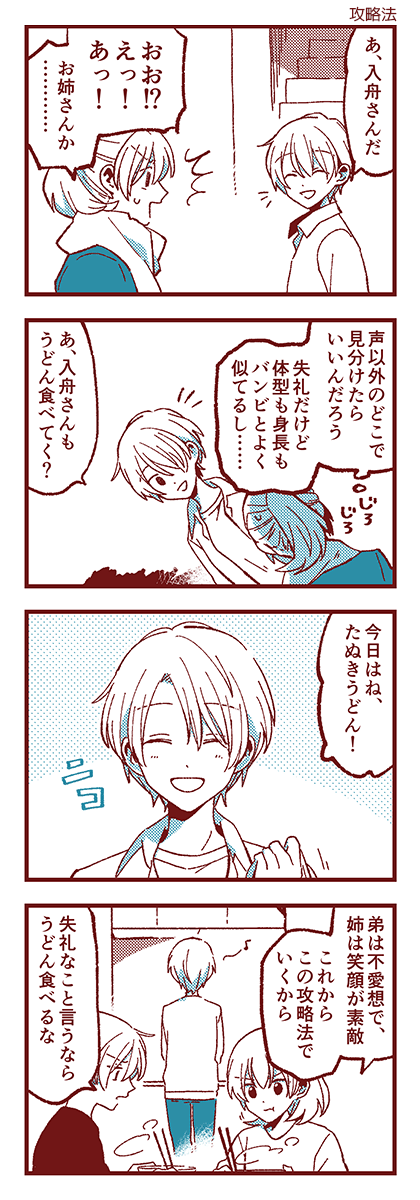 攻略法
あ、入舟さんだ
おお!?
えっ!
あっ!
お姉さんか
…………
声以外のどこで
見分けたら
いいんだろう
失礼だけど
体型も身長も
バンビとよく
似てるし……
じろ
じろ
あ、入舟さんも
うどん食べてく?
今日はね、
たぬきうどん!
ニコ
弟は不愛想で、
姉は笑顔が素敵
これから
この攻略法で
いくから
失礼なこと言うなら
うどん食べるな